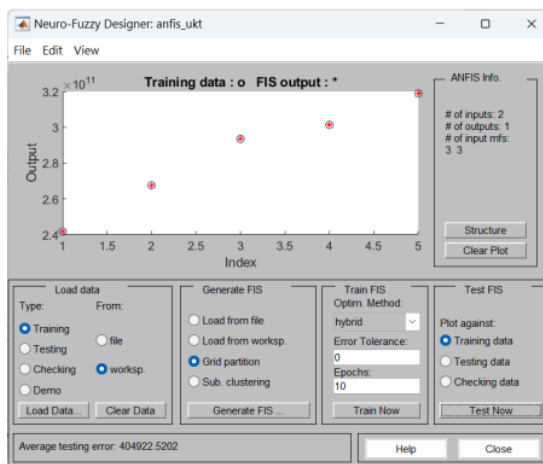 Neuro-Fuzzy Designer: anfis_ukt
File Edit View
× 10^11
Training data : o FIS output : *
3.2
3
2.8
2.6
2.4
Output
1 1.5 2 2.5 3 3.5 4 4.5 5
Index
ANFIS Info.
# of inputs: 2
# of outputs: 1
# of input mfs:
3 3
Structure
Clear Plot
Load data
Type: From:
Training
file
Testing
Checking
worksp.
Demo
Load Data... Clear Data
Generate FIS
Load from file
Load from worksp.
Grid partition
Sub. clustering
Generate FIS ...
Train FIS
Optim. Method:
hybrid
Error Tolerance:
0
Epochs:
10
Train Now
Test FIS
Plot against:
Training data
Testing data
Checking data
Test Now
Average testing error: 404922.5202
Help Close